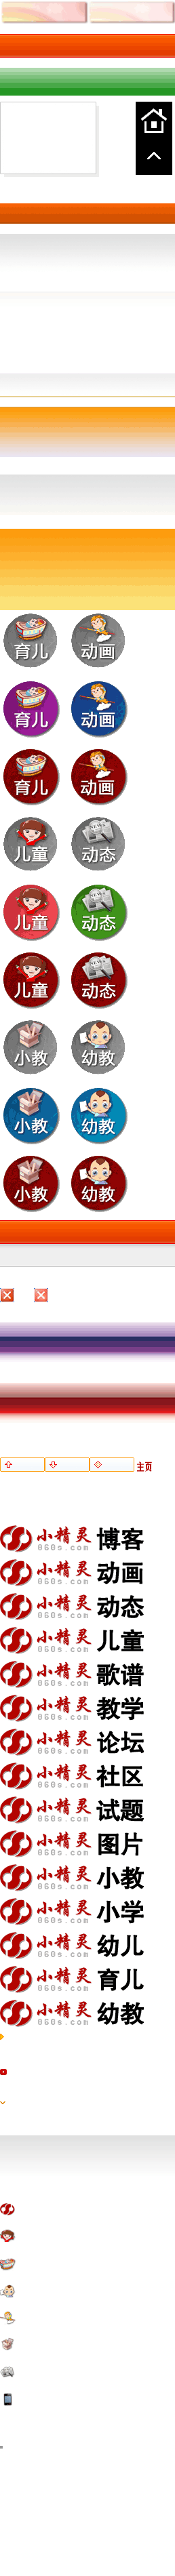 育儿 动画
育儿 动画
育儿 动画
儿童 动态
儿童 动态
儿童 动态
小教 幼教
小教 幼教
小教 幼教
主页
小精灵 博客
060s.com
小精灵 动画
060s.com
小精灵 动态
060s.com
小精灵 儿童
060s.com
小精灵 歌谱
060s.com
小精灵 教学
060s.com
小精灵 论坛
060s.com
小精灵 社区
060s.com
小精灵 试题
060s.com
小精灵 图片
060s.com
小精灵 小教
060s.com
小精灵 小学
060s.com
小精灵 幼儿
060s.com
小精灵 育儿
060s.com
小精灵 幼教
060s.com